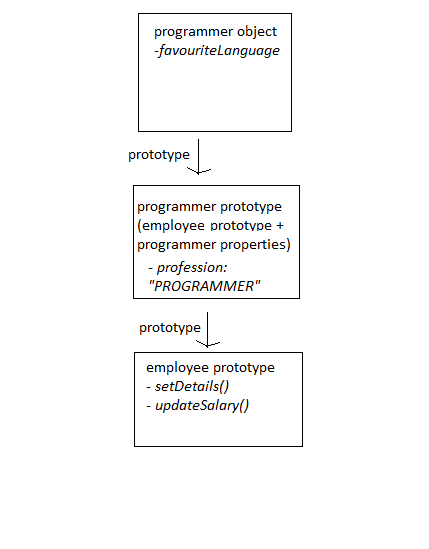 programmer object
-favouriteLanguage
prototype
programmer prototype
(employee prototype +
programmer properties)
- profession:
"PROGRAMMER"
prototype
employee prototype
- setDetails()
- updateSalary()